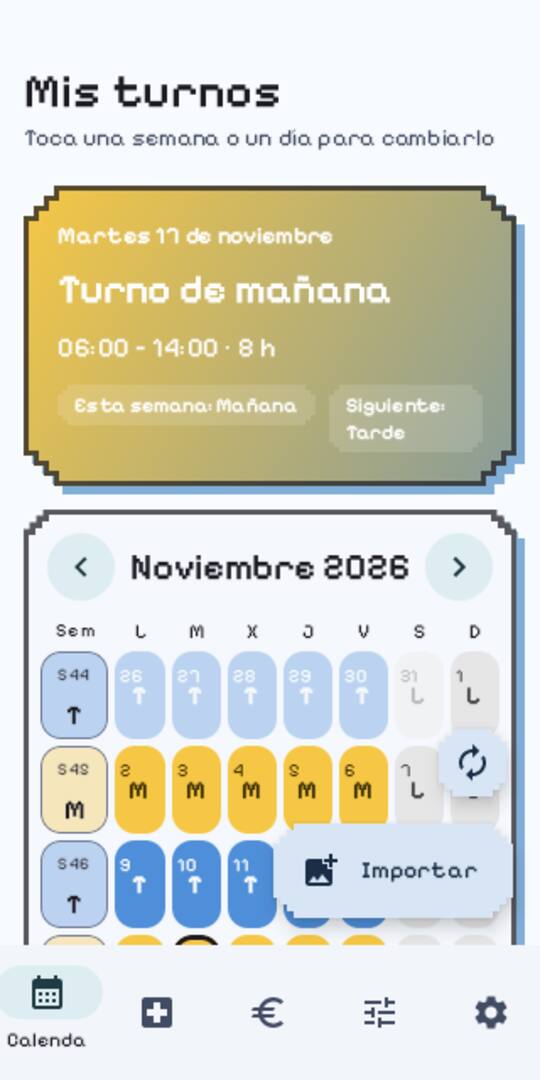 Mis turnos
Toca una semana o un día para cambiarlo
Martes 17 de noviembre
Turno de mañana
06:00 - 14:00 · 8 h
Esta semana: Mañana
Siguiente:
Tarde
Noviembre 2026
Sem L M X J V S D
S44 26 27 28 29 30 31 1
T T T T T T L L
S45 2 3 4 5 6 7
M M M M M M L
S46 9 10 11
T T T T
Importar
Calenda